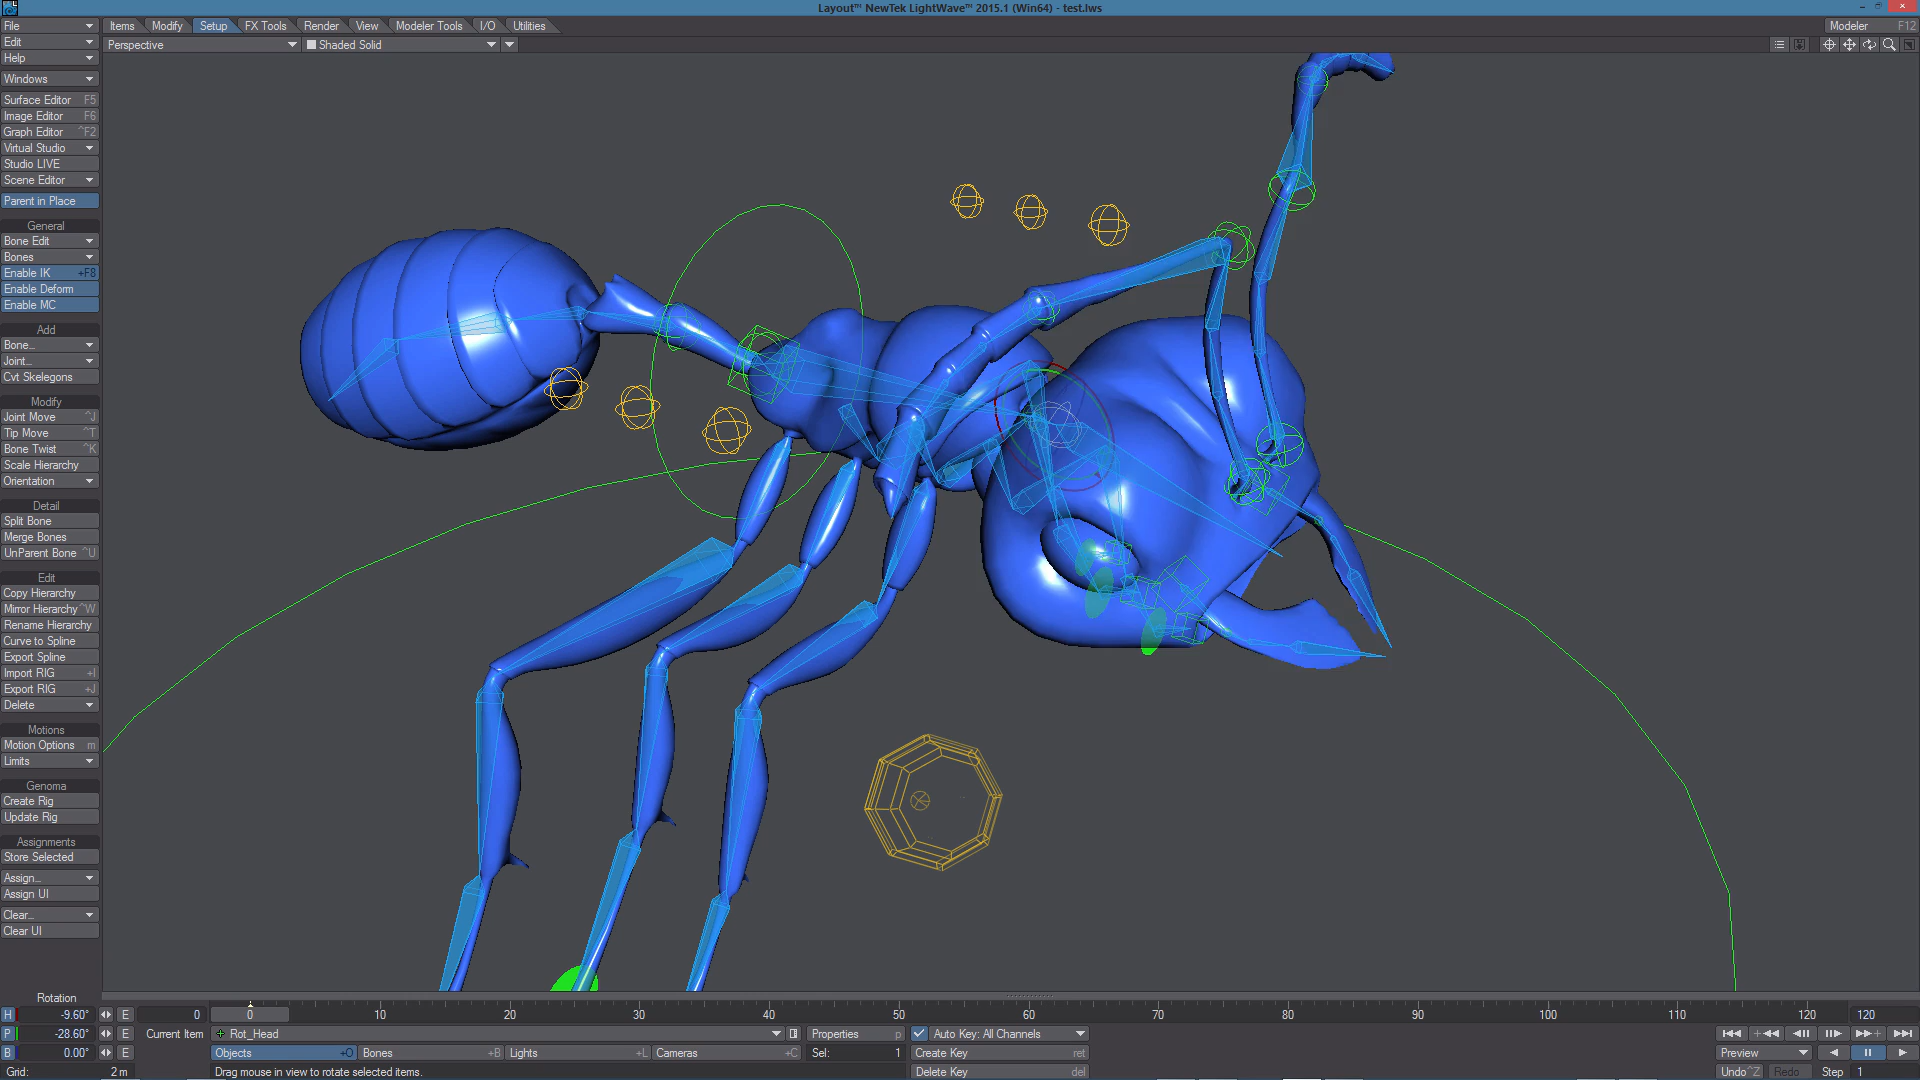 Layout™ NewTek LightWave™ 2015.1 (Win64) - test.lws
File
Items Modify Setup FX Tools Render View Modeler Tools I/O Utilities
Modeler F12
Edit
Perspective
Shaded Solid
Help
Windows
Surface Editor F5
Image Editor F6
Graph Editor ^F2
Virtual Studio
Studio LIVE
Scene Editor
Parent in Place
General
Bone Edit
Bones
Enable IK +F8
Enable Deform
Enable MC
Add
Bone...
Joint...
Cvt Skelegons
Modify
Joint Move ^J
Tip Move ^T
Bone Twist ^K
Scale Hierarchy
Orientation
Detail
Split Bone
Merge Bones
UnParent Bone ^U
Edit
Copy Hierarchy
Mirror Hierarchy ^W
Rename Hierarchy
Curve to Spline
Export Spline
Import RIG +I
Export RIG +J
Delete
Motions
Motion Options m
Limits
Genoma
Create Rig
Update Rig
Assignments
Store Selected
Assign...
Assign UI
Clear...
Clear UI
Rotation
H -9.60° E 0 0 10 20 30 40 50 60 70 80 90 100 110 120 120
P -28.60° E Current Item + Rot_Head Properties p Auto Key: All Channels
B 0.00° E Objects +O Bones +B Lights +L Cameras +C Sel: 1 Create Key ret Preview
Grid: 2 m Drag mouse in view to rotate selected items. Delete Key del Undo ^Z Redo Step 1